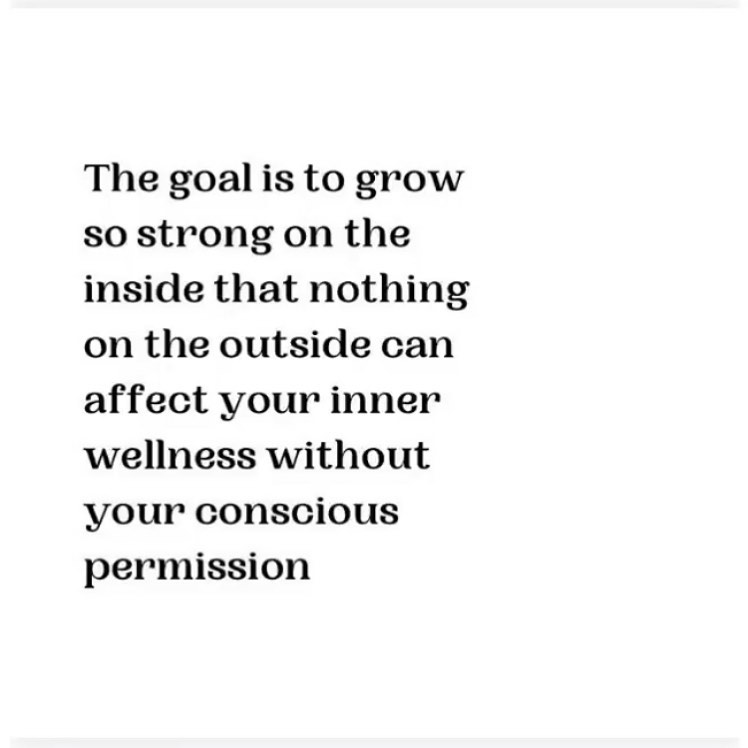 The goal is to grow
so strong on the
inside that nothing
on the outside can
affect your inner
wellness without
your conscious
permission